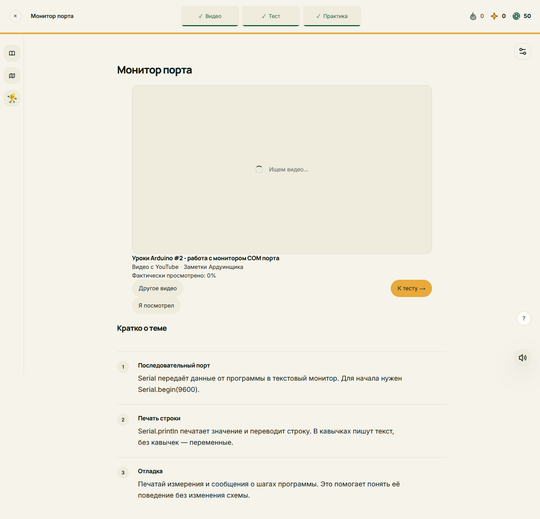 × Монитор порта ✓ Видео ✓ Тест ✓ Практика 0 0 50
Монитор порта
Ищем видео...
Уроки Arduino #2 - работа с монитором COM порта
Видео с YouTube · Заметки Ардуинщика
Фактически просмотрено: 0%
Другое видео К тесту →
Я посмотрел
?
Кратко о теме
1 Последовательный порт
Serial передаёт данные от программы в текстовый монитор. Для начала нужен
Serial.begin(9600).
2 Печать строки
Serial.println печатает значение и переводит строку. В кавычках пишут текст,
без кавычек — переменные.
3 Отладка
Печатай измерения и сообщения о шагах программы. Это помогает понять её
поведение без изменения схемы.